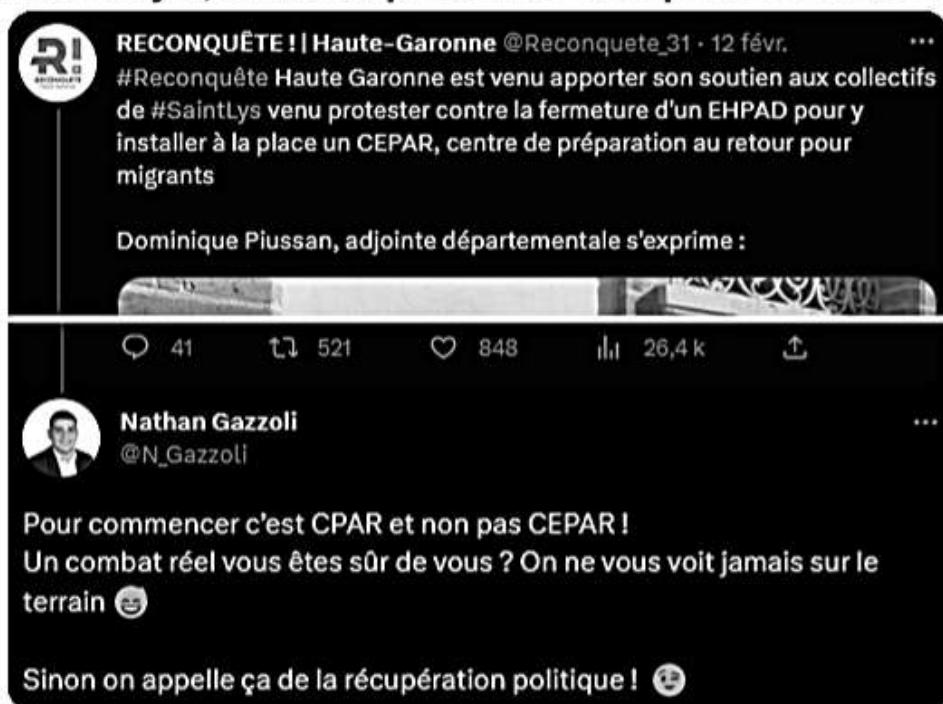 RECONQUÊTE ! | Haute-Garonne @Reconquete_31 · 12 févr.
#Reconquête Haute Garonne est venu apporter son soutien aux collectifs
de #SaintLys venu protester contre la fermeture d'un EHPAD pour y
installer à la place un CEPAR, centre de préparation au retour pour
migrants
Dominique Piussan, adjointe départementale s'exprime :
41 521 848 26,4 k
Nathan Gazzoli
@N_Gazzoli
Pour commencer c'est CPAR et non pas CEPAR !
Un combat réel vous êtes sûr de vous ? On ne vous voit jamais sur le
terrain 😅
Sinon on appelle ça de la récupération politique ! 😉